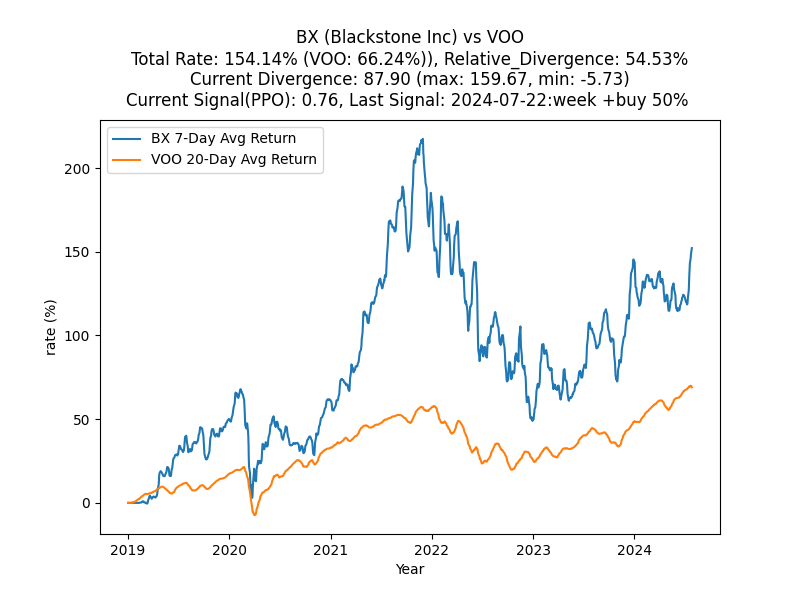 BX (Blackstone Inc) vs VOO
Total Rate: 154.14% (VOO: 66.24%)), Relative_Divergence: 54.53%
Current Divergence: 87.90 (max: 159.67, min: -5.73)
Current Signal(PPO): 0.76, Last Signal: 2024-07-22:week +buy 50%
BX 7-Day Avg Return
VOO 20-Day Avg Return
200
150
100
50
0
rate (%)
2019
2020
2021
2022
2023
2024
Year